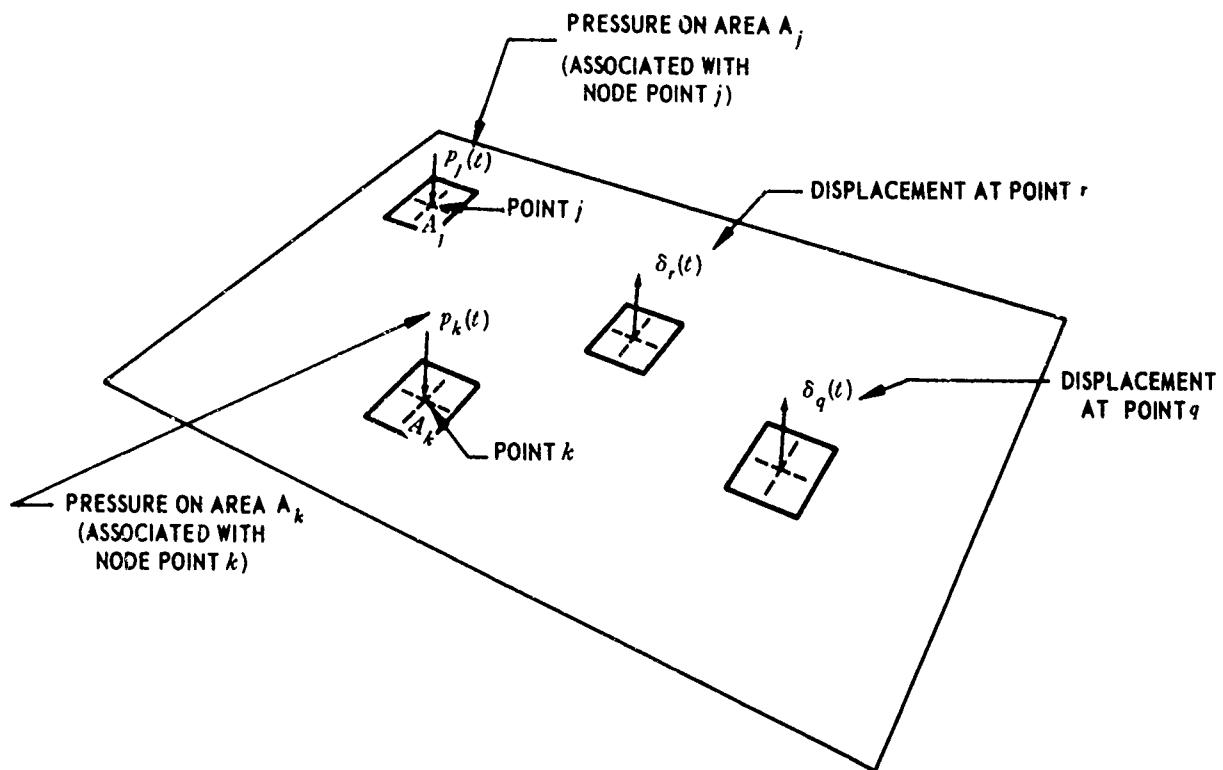 PRESSURE ON AREA A_j
(ASSOCIATED WITH
NODE POINT j)
p_j(t)
POINT j
A_j
DISPLACEMENT AT POINT r
δ_r(t)
p_k(t)
δ_q(t)
DISPLACEMENT
AT POINT q
A_k
POINT k
PRESSURE ON AREA A_k
(ASSOCIATED WITH
NODE POINT k)